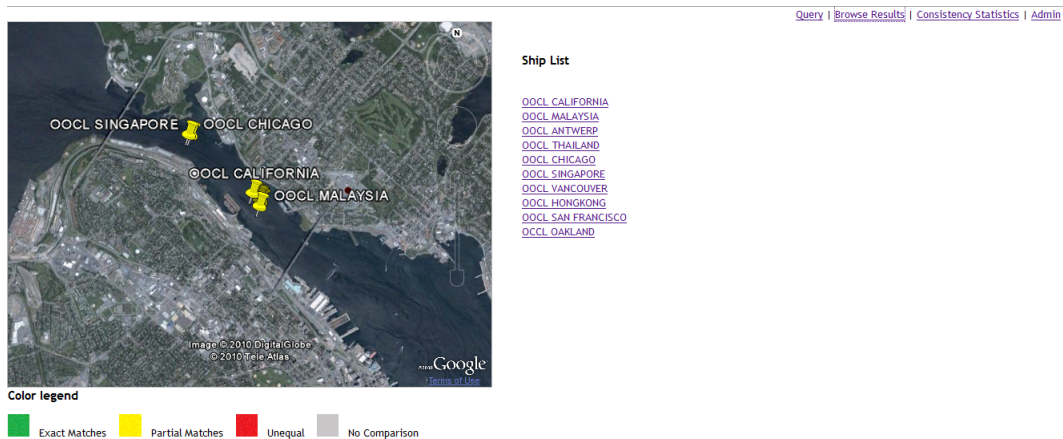 Query | Browse Results | Consistency Statistics | Admin
N
OOCL SINGAPORE
OOCL CHICAGO
OOCL CALIFORNIA
OOCL MALAYSIA
Image © 2010 DigitalGlobe
© 2010 Tele Atlas
Google
Terms of Use
Ship List
OOCL CALIFORNIA
OOCL MALAYSIA
OOCL ANTWERP
OOCL THAILAND
OOCL CHICAGO
OOCL SINGAPORE
OOCL VANCOUVER
OOCL HONGKONG
OOCL SAN FRANCISCO
OCCL OAKLAND
Color legend
Exact Matches
Partial Matches
Unequal
No Comparison